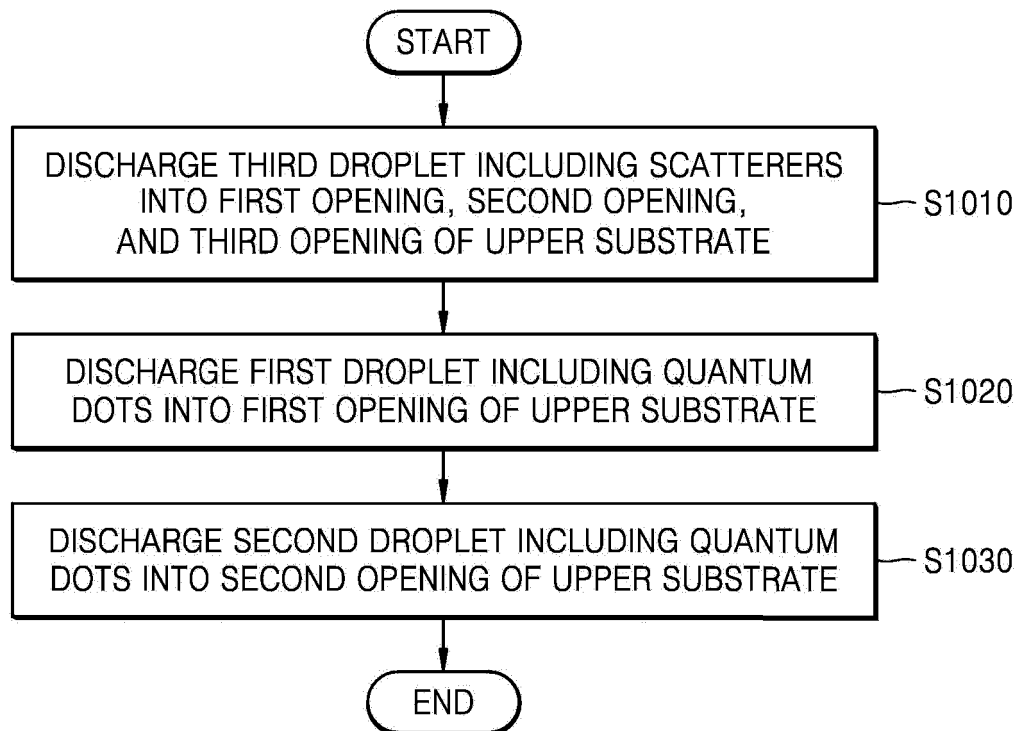 START
DISCHARGE THIRD DROPLET INCLUDING SCATTERERS
INTO FIRST OPENING, SECOND OPENING,
AND THIRD OPENING OF UPPER SUBSTRATE
S1010
DISCHARGE FIRST DROPLET INCLUDING QUANTUM
DOTS INTO FIRST OPENING OF UPPER SUBSTRATE
S1020
DISCHARGE SECOND DROPLET INCLUDING QUANTUM
DOTS INTO SECOND OPENING OF UPPER SUBSTRATE
S1030
END